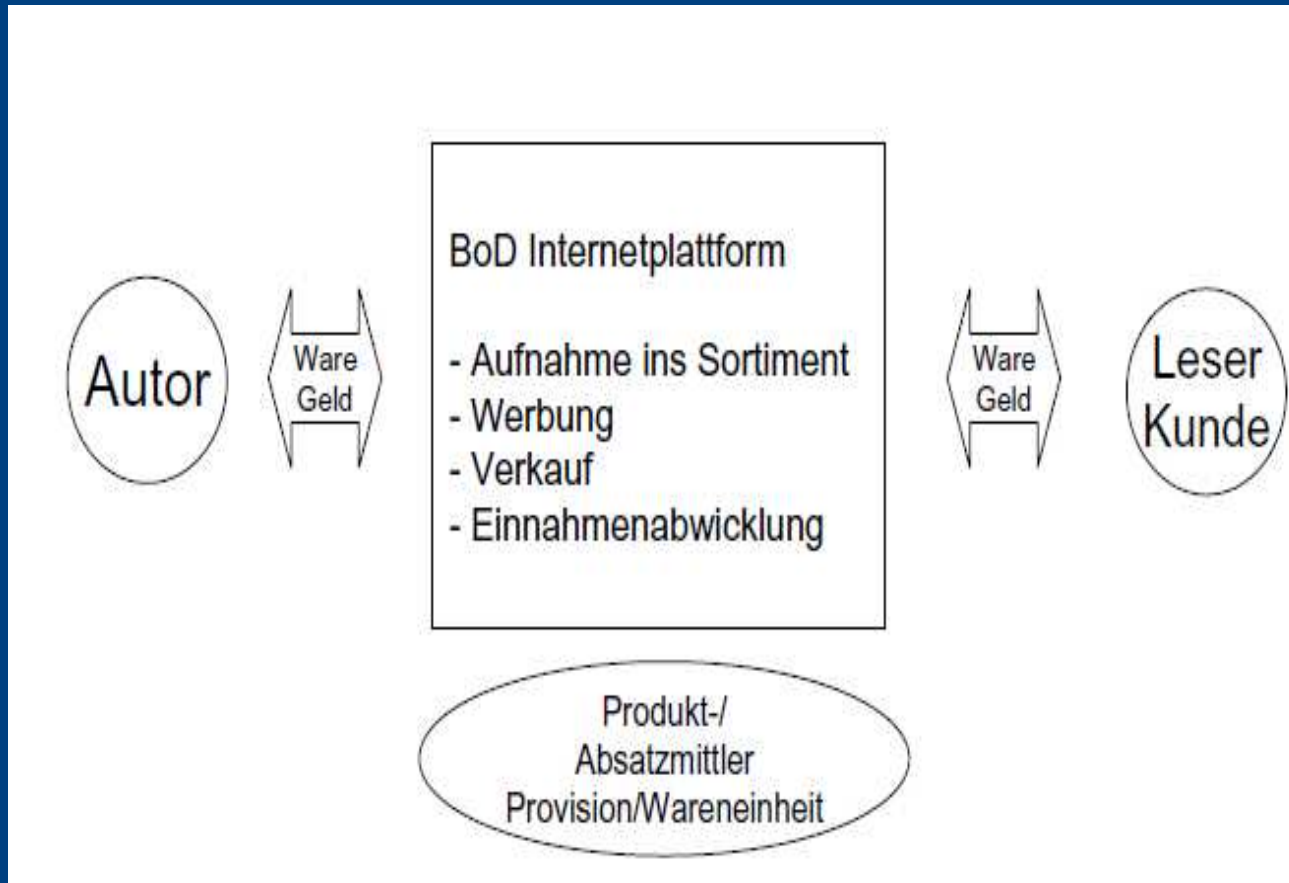 Autor
Ware
Geld
BoD Internetplattform
- Aufnahme ins Sortiment
- Werbung
- Verkauf
- Einnahmenabwicklung
Ware
Geld
Leser
Kunde
Produkt-/
Absatzmittler
Provision/Wareneinheit